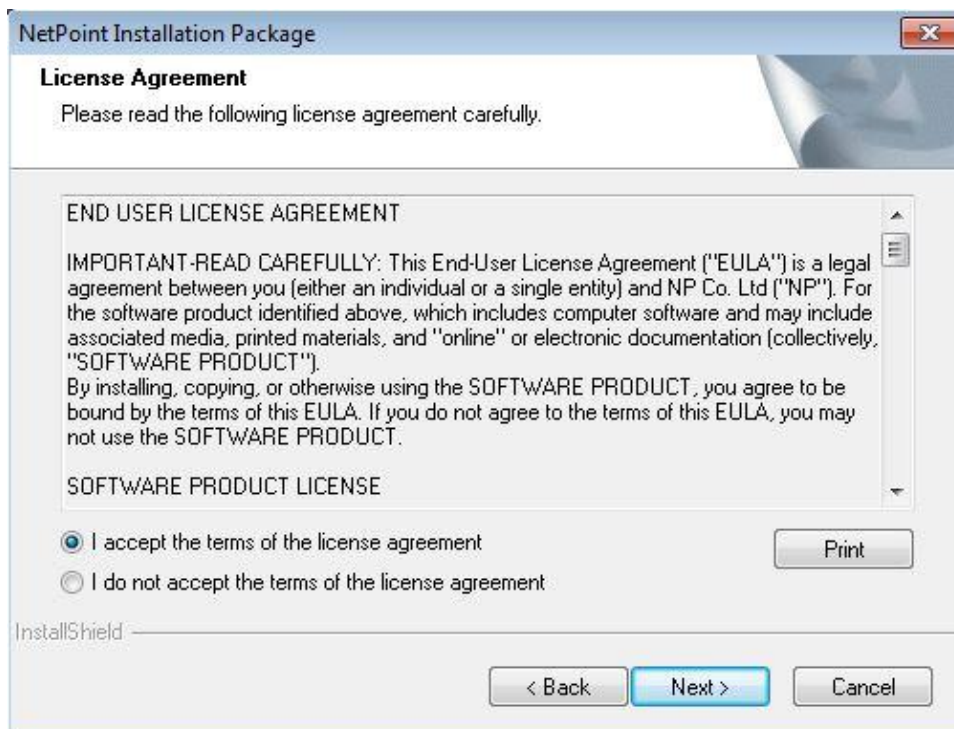 NetPoint Installation Package
License Agreement
Please read the following license agreement carefully.
END USER LICENSE AGREEMENT
IMPORTANT-READ CAREFULLY: This End-User License Agreement ("EULA") is a legal
agreement between you (either an individual or a single entity) and NP Co. Ltd ("NP"). For
the software product identified above, which includes computer software and may include
associated media, printed materials, and "online" or electronic documentation (collectively,
"SOFTWARE PRODUCT").
By installing, copying, or otherwise using the SOFTWARE PRODUCT, you agree to be
bound by the terms of this EULA. If you do not agree to the terms of this EULA, you may
not use the SOFTWARE PRODUCT.
SOFTWARE PRODUCT LICENSE
I accept the terms of the license agreement
Print
I do not accept the terms of the license agreement
InstallShield
< Back
Next >
Cancel